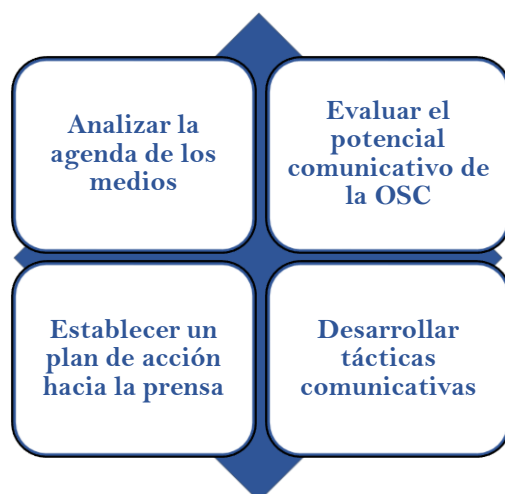 Analizar la
agenda de los
medios
Evaluar el
potencial
comunicativo de
la OSC
Establecer un
plan de acción
hacia la prensa
Desarrollar
tácticas
comunicativas